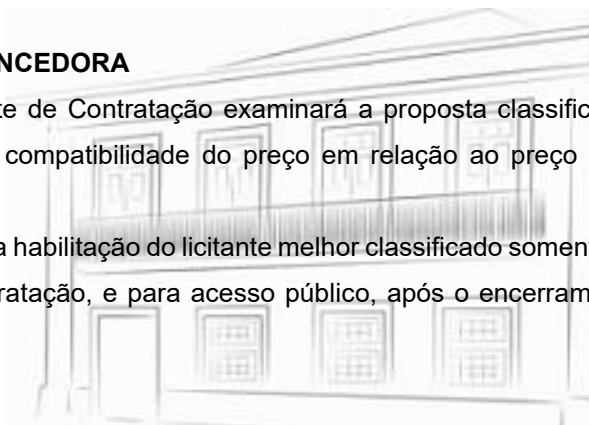 NCEDORA
te de Contratação examinará a proposta classific
compatibilidade do preço em relação ao preço
a habilitação do licitante melhor classificado soment
ratação, e para acesso público, após o encerram